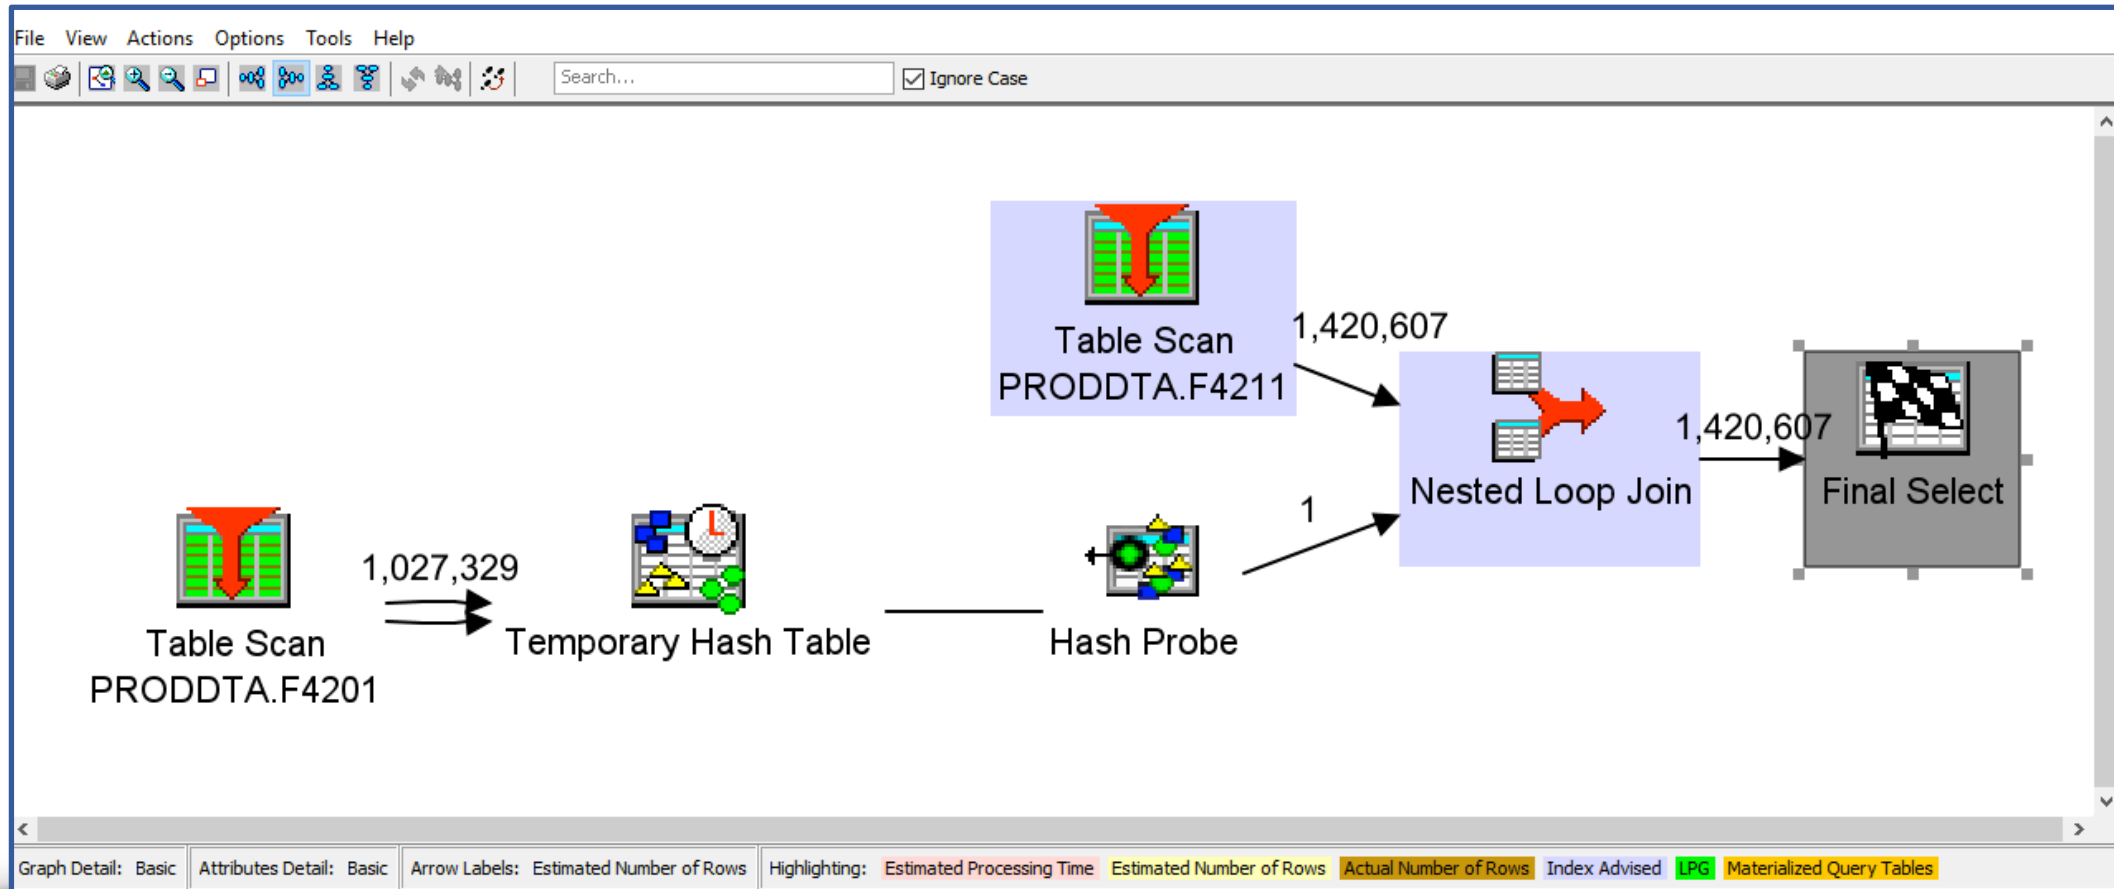 File View Actions Options Tools Help
Search... Ignore Case
Table Scan
PRODDTA.F4211
1,420,607
Nested Loop Join
1,420,607
Final Select
1
Table Scan
PRODDTA.F4201
1,027,329
Temporary Hash Table
Hash Probe
Graph Detail: Basic Attributes Detail: Basic Arrow Labels: Estimated Number of Rows Highlighting: Estimated Processing Time Estimated Number of Rows Actual Number of Rows Index Advised LPG Materialized Query Tables